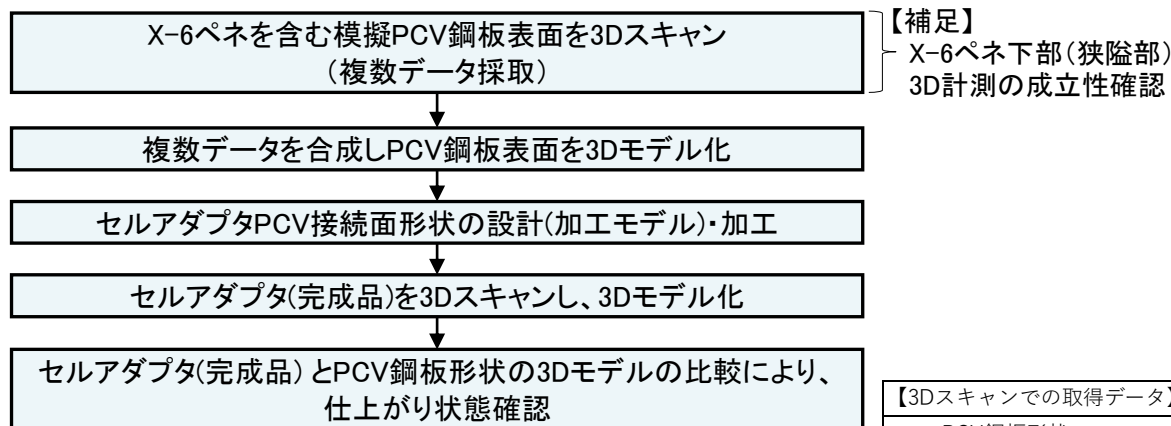 X-6ペネを含む模擬PCV鋼板表面を3Dスキャン
(複数データ採取)
【補足】
X-6ペネ下部(狭隘部)
3D計測の成立性確認
複数データを合成しPCV鋼板表面を3Dモデル化
セルアダプタPCV接続面形状の設計(加工モデル)・加工
セルアダプタ(完成品)を3Dスキャンし、3Dモデル化
セルアダプタ(完成品) とPCV鋼板形状の3Dモデルの比較により、
仕上がり状態確認
【3Dスキャンでの取得データ】